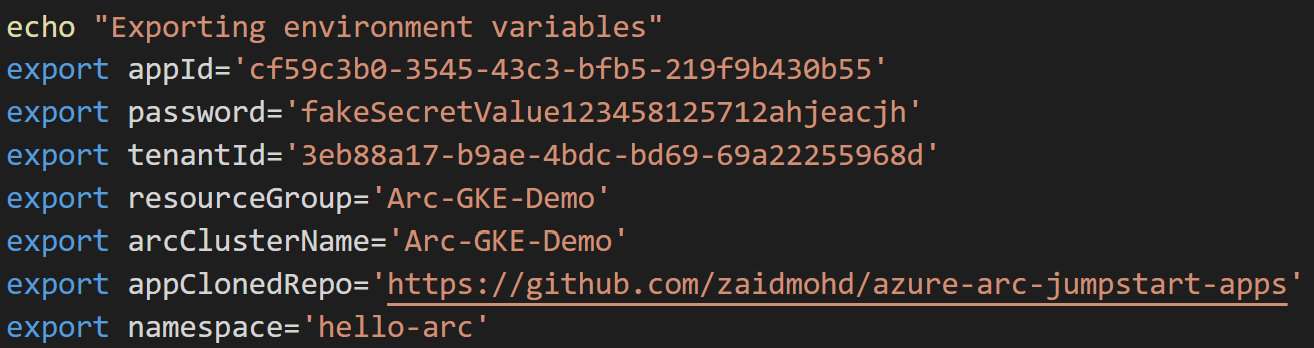 echo "Exporting environment variables"
export appId='cf59c3b0-3545-43c3-bfb5-219f9b430b55'
export password='fakeSecretValue123458125712ahjeacjh'
export tenantId='3eb88a17-b9ae-4bdc-bd69-69a22255968d'
export resourceGroup='Arc-GKE-Demo'
export arcClusterName='Arc-GKE-Demo'
export appClonedRepo='https://github.com/zaidmohd/azure-arc-jumpstart-apps'
export namespace='hello-arc'